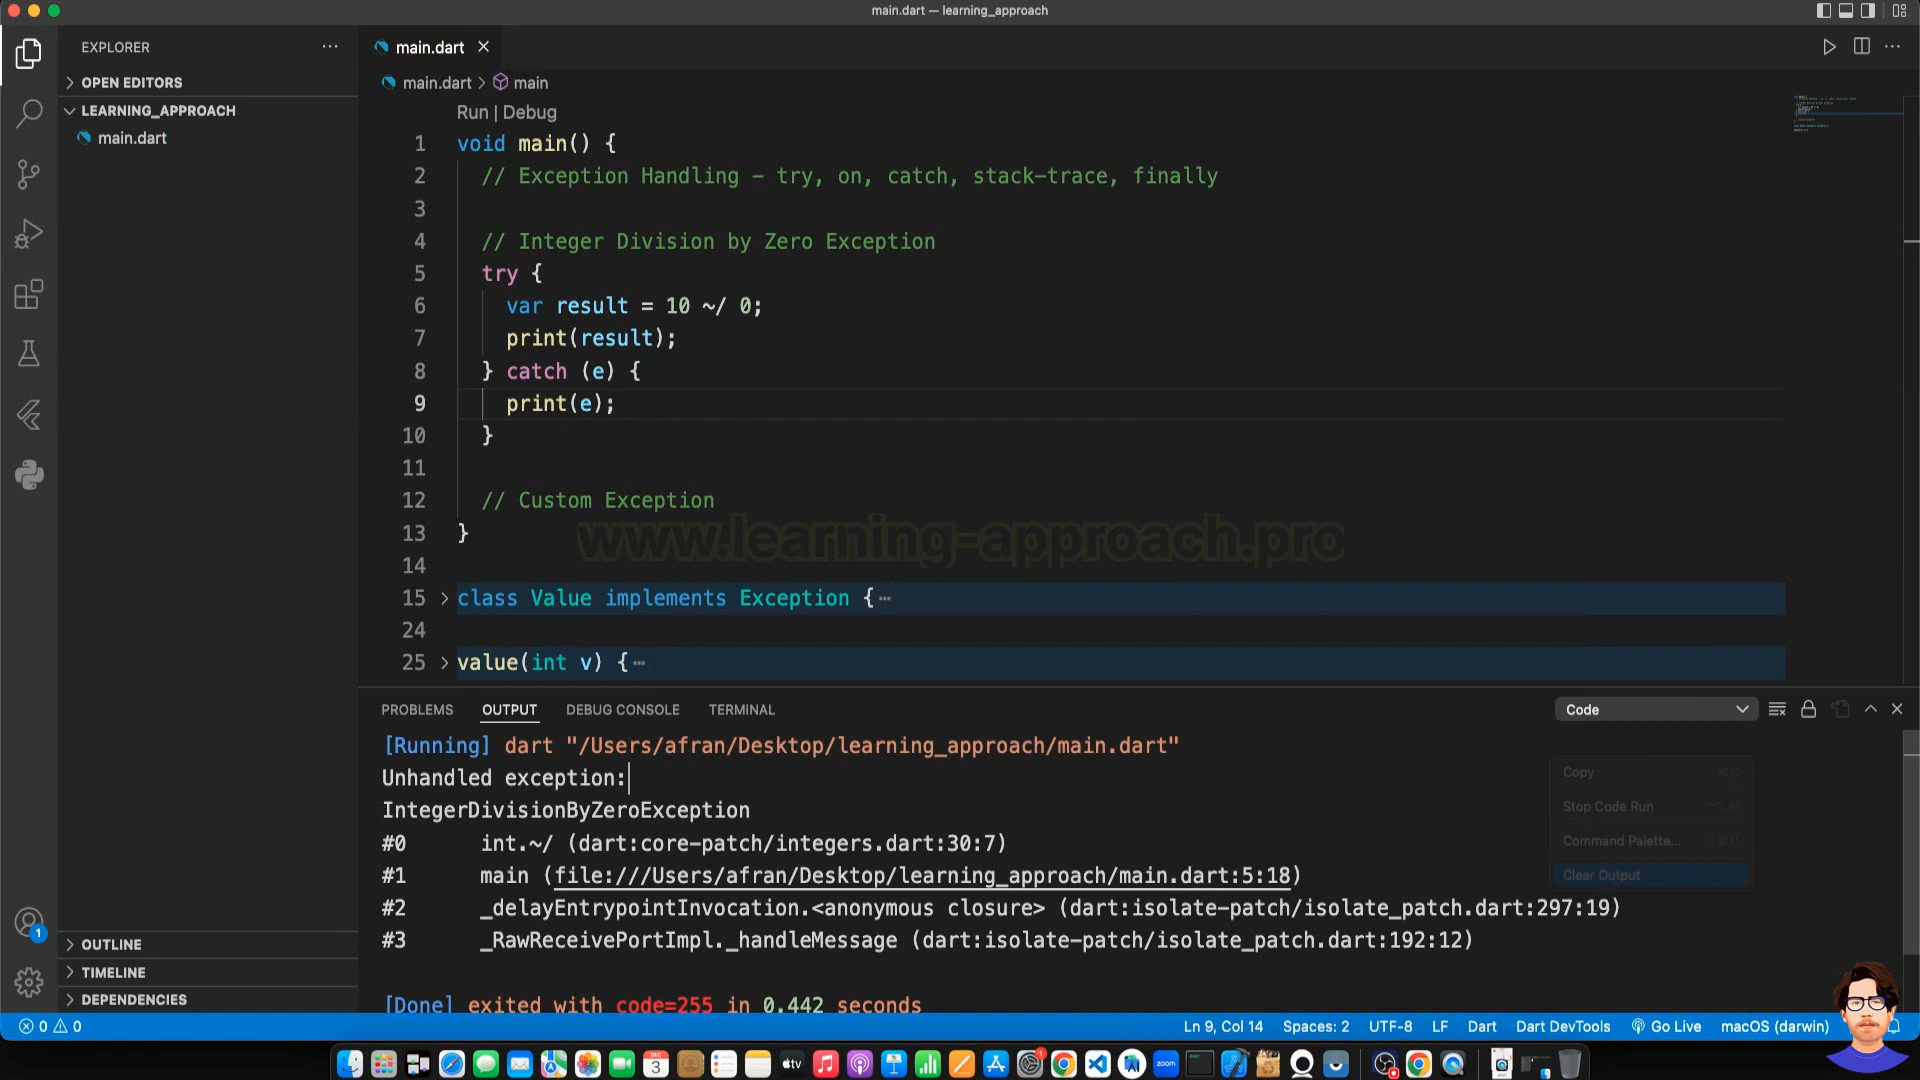 main.dart — learning_approach
EXPLORER
OPEN EDITORS
LEARNING_APPROACH
main.dart
OUTLINE
TIMELINE
DEPENDENCIES
main.dart
main.dart > main
Run | Debug
1 void main() {
2 // Exception Handling - try, on, catch, stack-trace, finally
3
4 // Integer Division by Zero Exception
5 try {
6 var result = 10 ~/ 0;
7 print(result);
8 } catch (e) {
9 print(e);
10 }
11
12 // Custom Exception
13 }
www.learning-approach.pro
14
15 class Value implements Exception {
24
25 value(int v) {
PROBLEMS OUTPUT DEBUG CONSOLE TERMINAL Code
[Running] dart "/Users/afran/Desktop/learning_approach/main.dart"
Unhandled exception:
IntegerDivisionByZeroException
#0 int.~/ (dart:core-patch/integers.dart:30:7)
#1 main (file:///Users/afran/Desktop/learning_approach/main.dart:5:18)
#2 _delayEntrypointInvocation.<anonymous closure> (dart:isolate-patch/isolate_patch.dart:297:19)
#3 _RawReceivePortImpl._handleMessage (dart:isolate-patch/isolate_patch.dart:192:12)
[Done] exited with code=255 in 0.442 seconds
Copy
Stop Code Run
Command Palette...
Clear Output
1
0 0 Ln 9, Col 14 Spaces: 2 UTF-8 LF Dart Dart DevTools Go Live macOS (darwin)
DEC
3
tv
1
zoom